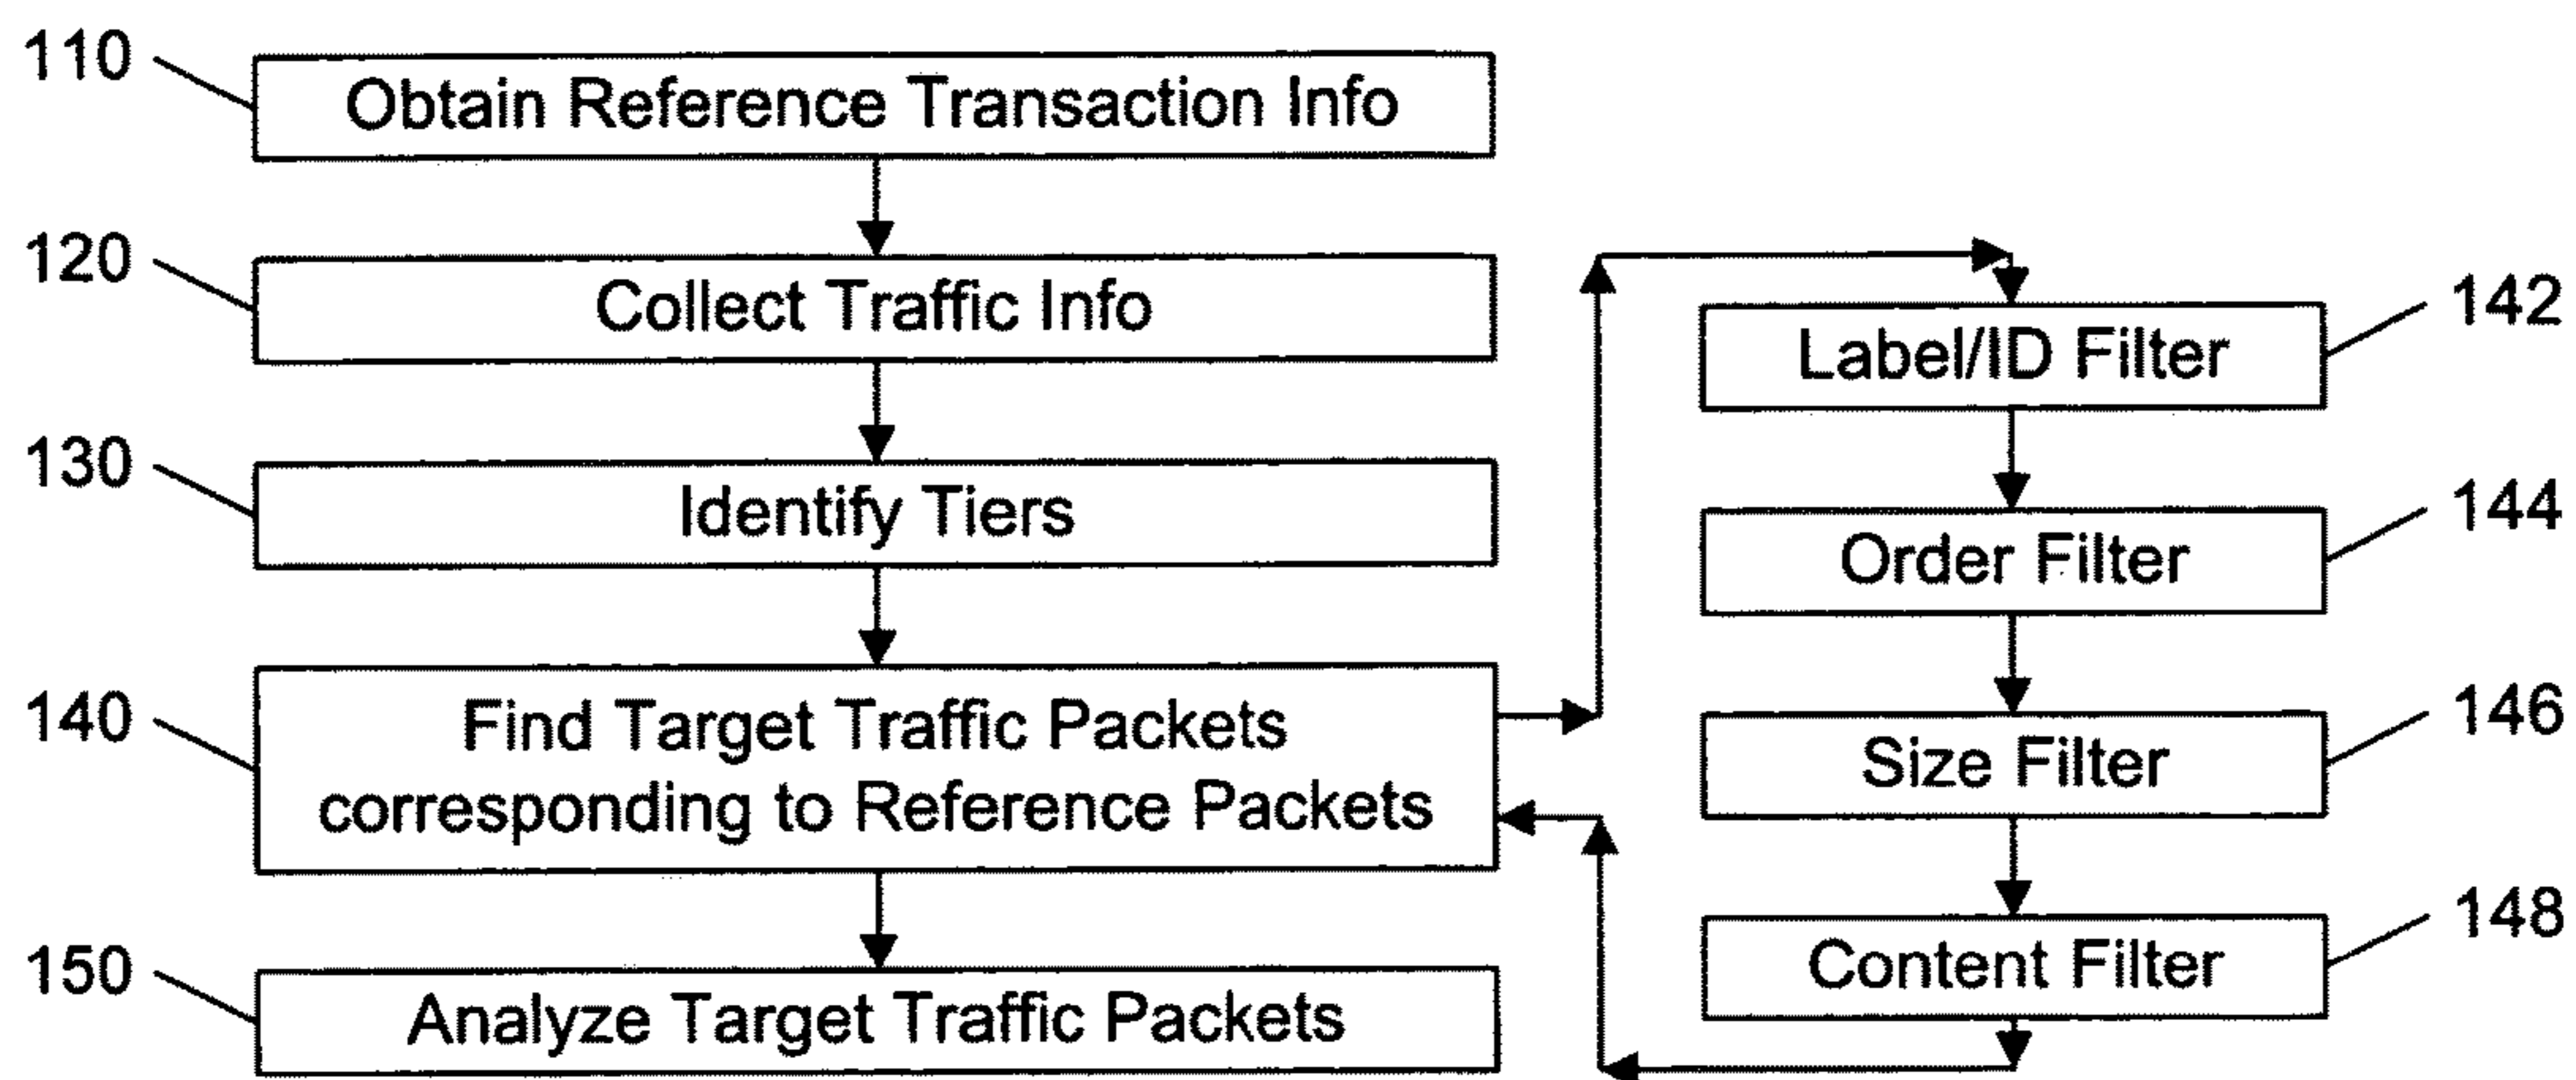 110
Obtain Reference Transaction Info
120
Collect Traffic Info
130
Identify Tiers
140
Find Target Traffic Packets
corresponding to Reference Packets
150
Analyze Target Traffic Packets
142
Label/ID Filter
144
Order Filter
146
Size Filter
148
Content Filter